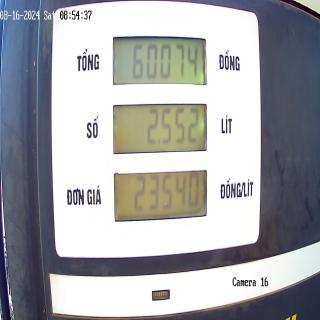 08-16-2024 Sat 08:54:37
TỔNG 60074 ĐỒNG
SỐ 2.552 LÍT
ĐƠN GIÁ 23540 ĐỒNG/LÍT
Camera 16